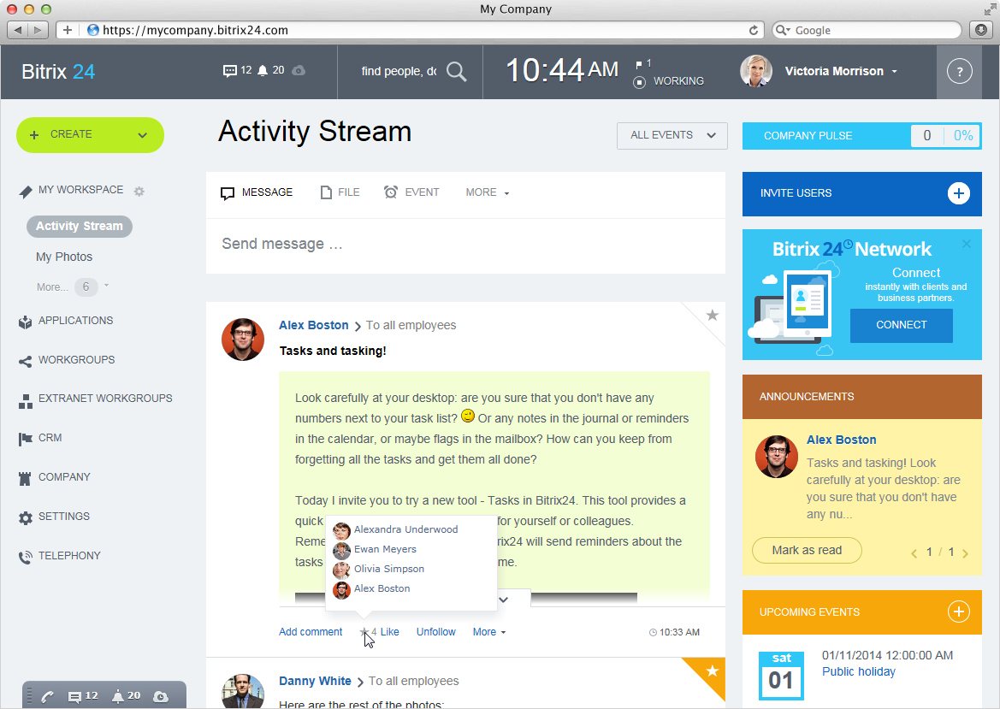 My Company
https://mycompany.bitrix24.com
Google
Bitrix 24
12
20
find people, do
10:44 AM
1
WORKING
Victoria Morrison
?
CREATE
Activity Stream
ALL EVENTS
COMPANY PULSE
0
0%
MY WORKSPACE
Activity Stream
My Photos
More...
6
APPLICATIONS
WORKGROUPS
EXTRANET WORKGROUPS
CRM
COMPANY
SETTINGS
TELEPHONY
12
20
MESSAGE
FILE
EVENT
MORE
Send message ...
Alex Boston
To all employees
Tasks and tasking!
Look carefully at your desktop: are you sure that you don't have any
numbers next to your task list? Or any notes in the journal or reminders
in the calendar, or maybe flags in the mailbox? How can you keep from
forgetting all the tasks and get them all done?
Today I invite you to try a new tool - Tasks in Bitrix24. This tool provides a
quick for yourself or colleagues.
Reme rix24 will send reminders about the
tasks me.
Alexandra Underwood
Ewan Meyers
Olivia Simpson
Alex Boston
Add comment
4
Like
Unfollow
More
10:33 AM
Danny White
To all employees
Here are the rest of the photos:
INVITE USERS
Bitrix 24 Network
Connect
instantly with clients and
business partners.
CONNECT
ANNOUNCEMENTS
Alex Boston
Tasks and tasking! Look
carefully at your desktop: are
you sure that you don't have
any nu...
Mark as read
1 / 1
UPCOMING EVENTS
sat
01
01/11/2014 12:00:00 AM
Public holiday